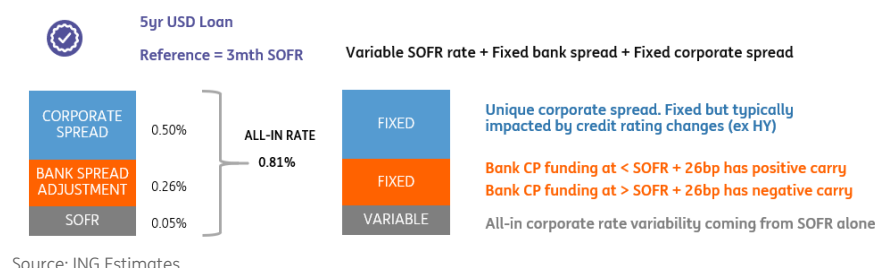 5yr USD Loan
Reference = 3mth SOFR
Variable SOFR rate + Fixed bank spread + Fixed corporate spread
CORPORATE
SPREAD
0.50%
BANK SPREAD
ADJUSTMENT
0.26%
SOFR
0.05%
ALL-IN RATE
0.81%
FIXED
Unique corporate spread. Fixed but typically
impacted by credit rating changes (ex HY)
FIXED
Bank CP funding at < SOFR + 26bp has positive carry
Bank CP funding at > SOFR + 26bp has negative carry
VARIABLE
All-in corporate rate variability coming from SOFR alone
Source: ING Estimates